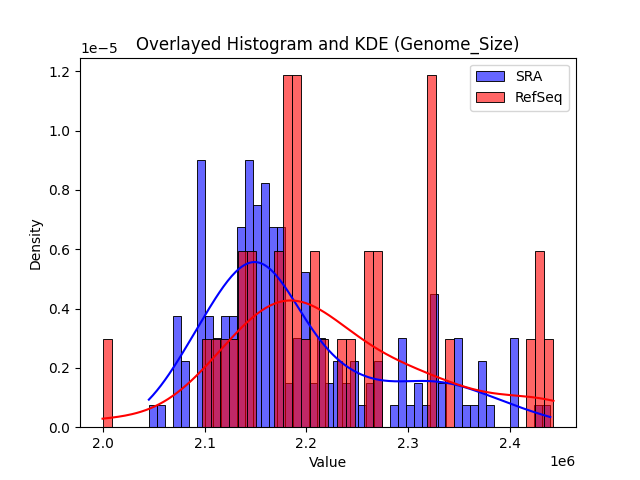 Overlayed Histogram and KDE (Genome_Size)
1e−5
SRA
RefSeq
1.2
1.0
0.8
0.6
0.4
0.2
0.0
Density
2.0 2.1 2.2 2.3 2.4
1e6
Value